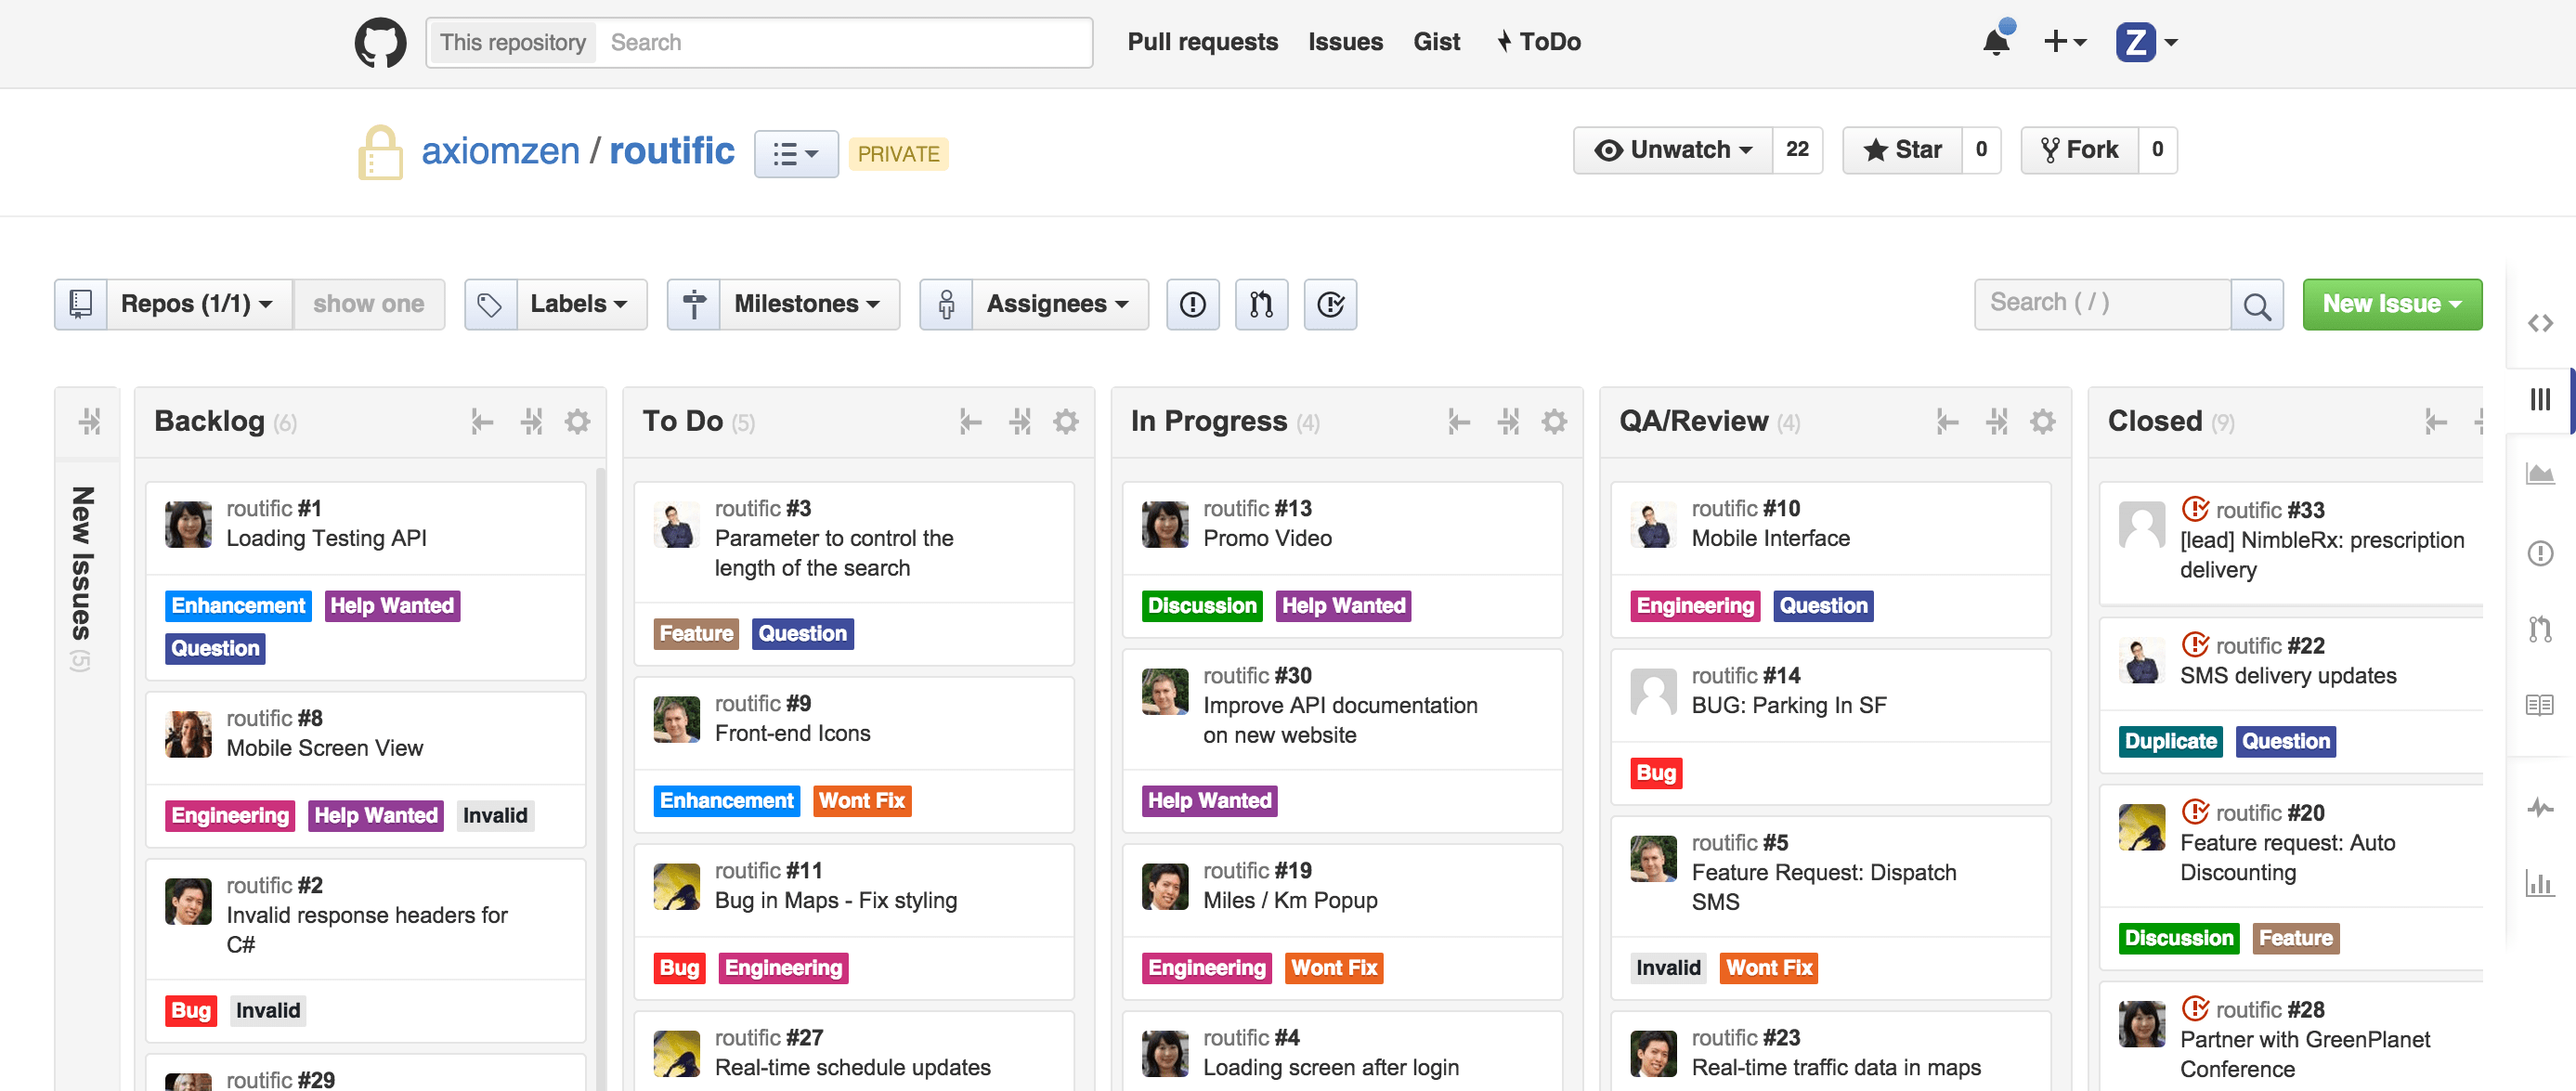 This repository Search Pull requests Issues Gist ToDo Z
axiomzen / routific PRIVATE Unwatch 22 Star 0 Fork 0
Repos (1/1) show one Labels Milestones Assignees Search ( / ) New Issue
New Issues (5)
Backlog (6)
routific #1
Loading Testing API
Enhancement Help Wanted
Question
routific #8
Mobile Screen View
Engineering Help Wanted Invalid
routific #2
Invalid response headers for
C#
Bug Invalid
routific #29
To Do (5)
routific #3
Parameter to control the
length of the search
Feature Question
routific #9
Front-end Icons
Enhancement Wont Fix
routific #11
Bug in Maps - Fix styling
Bug Engineering
routific #27
Real-time schedule updates
In Progress (4)
routific #13
Promo Video
Discussion Help Wanted
routific #30
Improve API documentation
on new website
Help Wanted
routific #19
Miles / Km Popup
Engineering Wont Fix
routific #4
Loading screen after login
QA/Review (4)
routific #10
Mobile Interface
Engineering Question
routific #14
BUG: Parking In SF
Bug
routific #5
Feature Request: Dispatch
SMS
Invalid Wont Fix
routific #23
Real-time traffic data in maps
Closed (9)
routific #33
[lead] NimbleRx: prescription
delivery
routific #22
SMS delivery updates
Duplicate Question
routific #20
Feature request: Auto
Discounting
Discussion Feature
routific #28
Partner with GreenPlanet
Conference